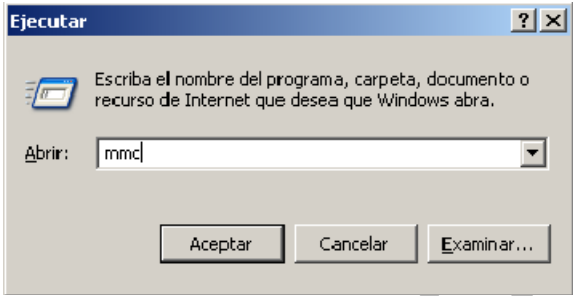 Ejecutar
Escriba el nombre del programa, carpeta, documento o
recurso de Internet que desea que Windows abra.
Abrir: mmc
Aceptar Cancelar Examinar...